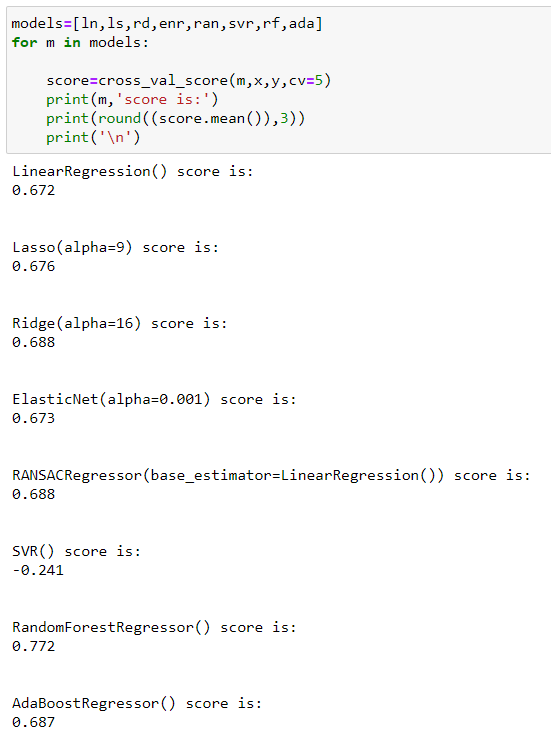 models=[ln,ls,rd,enr,ran,svr,rf,ada]
for m in models:
    score=cross_val_score(m,x,y,cv=5)
    print(m,'score is:')
    print(round((score.mean()),3))
    print('\n')
LinearRegression() score is:
0.672
Lasso(alpha=9) score is:
0.676
Ridge(alpha=16) score is:
0.688
ElasticNet(alpha=0.001) score is:
0.673
RANSACRegressor(base_estimator=LinearRegression()) score is:
0.688
SVR() score is:
-0.241
RandomForestRegressor() score is:
0.772
AdaBoostRegressor() score is:
0.687